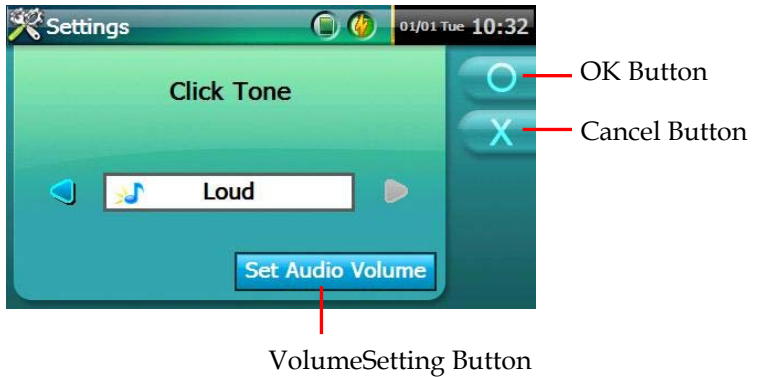 Settings
01/01 Tue 10:32
Click Tone
O
OK Button
X
Cancel Button
Loud
Set Audio Volume
VolumeSetting Button